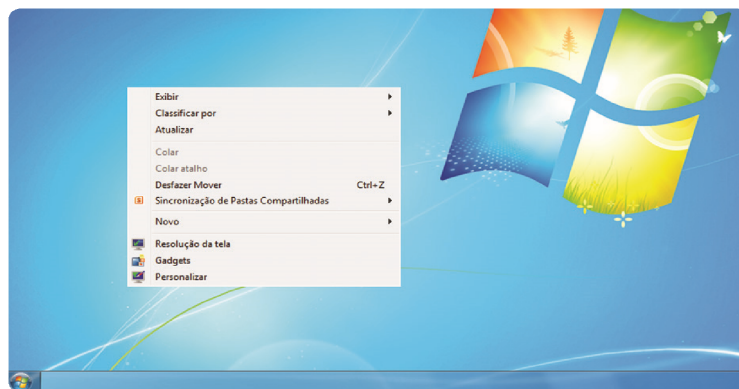 Exibir
Classificar por
Atualizar
Colar
Colar atalho
Desfazer Mover Ctrl+Z
Sincronização de Pastas Compartilhadas
Novo
Resolução da tela
Gadgets
Personalizar